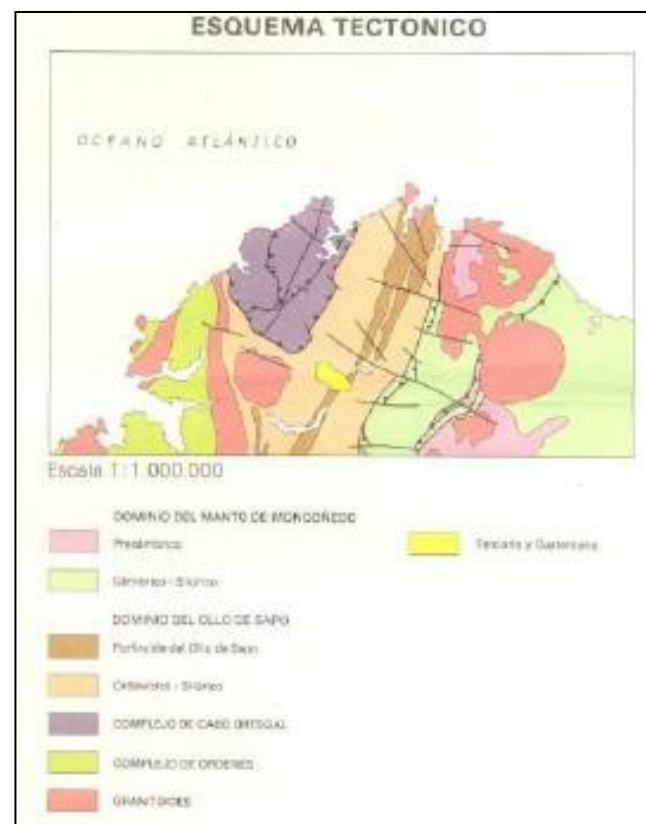 ESQUEMA TECTONICO
OCEANO ATLÁNTICO
Escala 1:1 000.000
DOMINIO DEL MANTO DE MONDOÑEDO
Precámbrico
Terciario y Cuaternario
Cámbrico - Silúrico
DOMINIO DEL OLLO DE SAPO
Porfiroide del Ollo de Sapo
Ordovícico - Silúrico
COMPLEJO DE CABO ORTEGAL
COMPLEJO DE ORDENES
GRANITOIDES